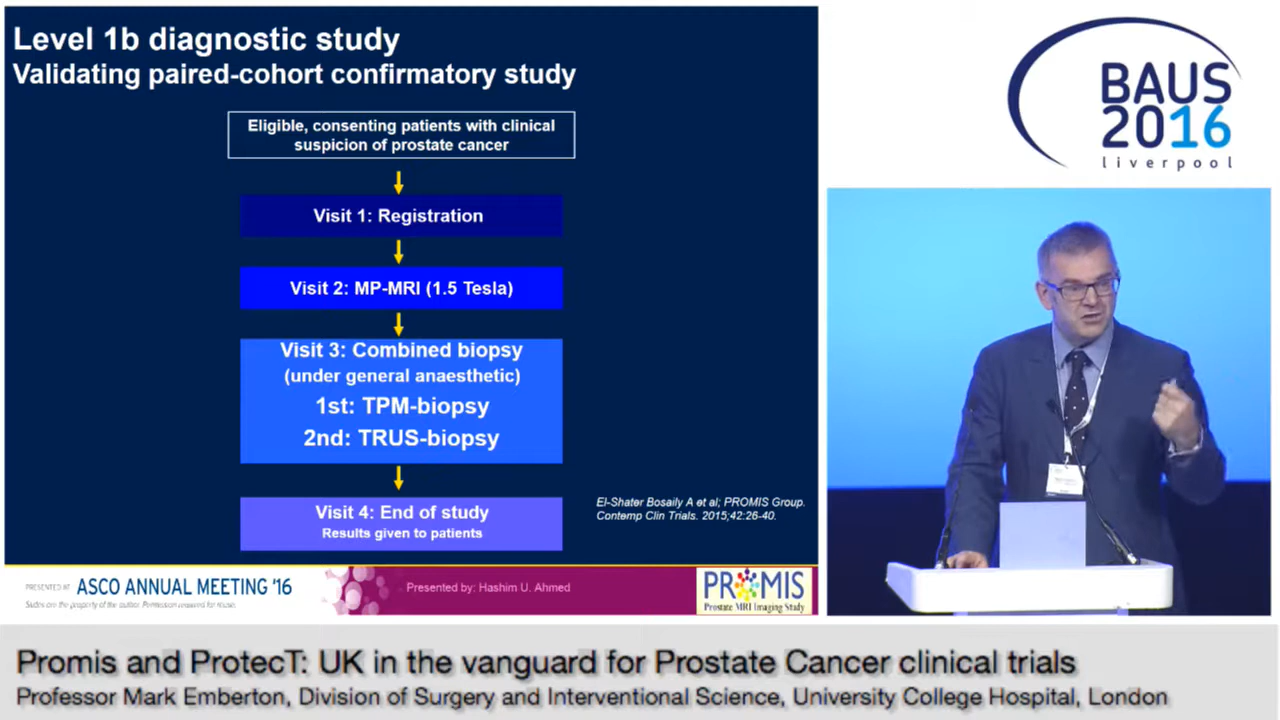 Level 1b diagnostic study
Validating paired-cohort confirmatory study
Eligible, consenting patients with clinical
suspicion of prostate cancer
Visit 1: Registration
Visit 2: MP-MRI (1.5 Tesla)
Visit 3: Combined biopsy
(under general anaesthetic)
1st: TPM-biopsy
2nd: TRUS-biopsy
Visit 4: End of study
Results given to patients
El-Shater Bosaily A et al; PROMIS Group.
Contemp Clin Trials. 2015;42:26-40.
PRESENTED AT: ASCO ANNUAL MEETING '16
Slides are the property of the author. Permission required for reuse.
Presented by: Hashim U. Ahmed
PROMIS
Prostate MRI Imaging Study
BAUS
2016
liverpool
Promis and ProtecT: UK in the vanguard for Prostate Cancer clinical trials
Professor Mark Emberton, Division of Surgery and Interventional Science, University College Hospital, London